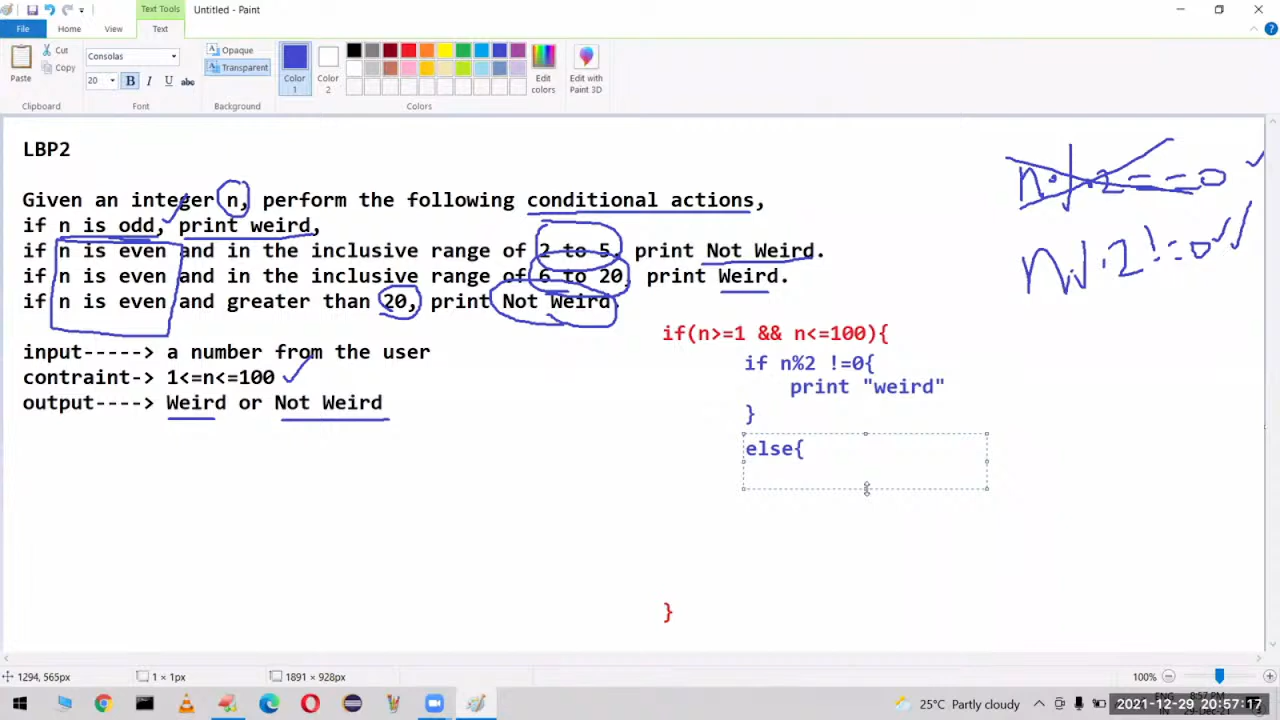 Text Tools
Untitled - Paint
File
Home
View
Text
Paste
Cut
Copy
Clipboard
Consolas
20
B I U abc
Font
Opaque
Transparent
Background
Color 1
Color 2
Edit colors
Colors
Edit with Paint 3D
LBP2
Given an integer n, perform the following conditional actions,
if n is odd, print weird,
if n is even and in the inclusive range of 2 to 5, print Not Weird.
if n is even and in the inclusive range of 6 to 20, print Weird.
if n is even and greater than 20, print Not Weird.
input-----> a number from the user
contraint-> 1<=n<=100
output----> Weird or Not Weird
n%2==0
n%2!=0
if(n>=1 && n<=100){
if n%2 !=0{
print "weird"
}
else{
}
1294, 565px
1 × 1px
1891 × 928px
100%
25°C Partly cloudy
ENG
8:57 PM
2021-12-29 20:57:17